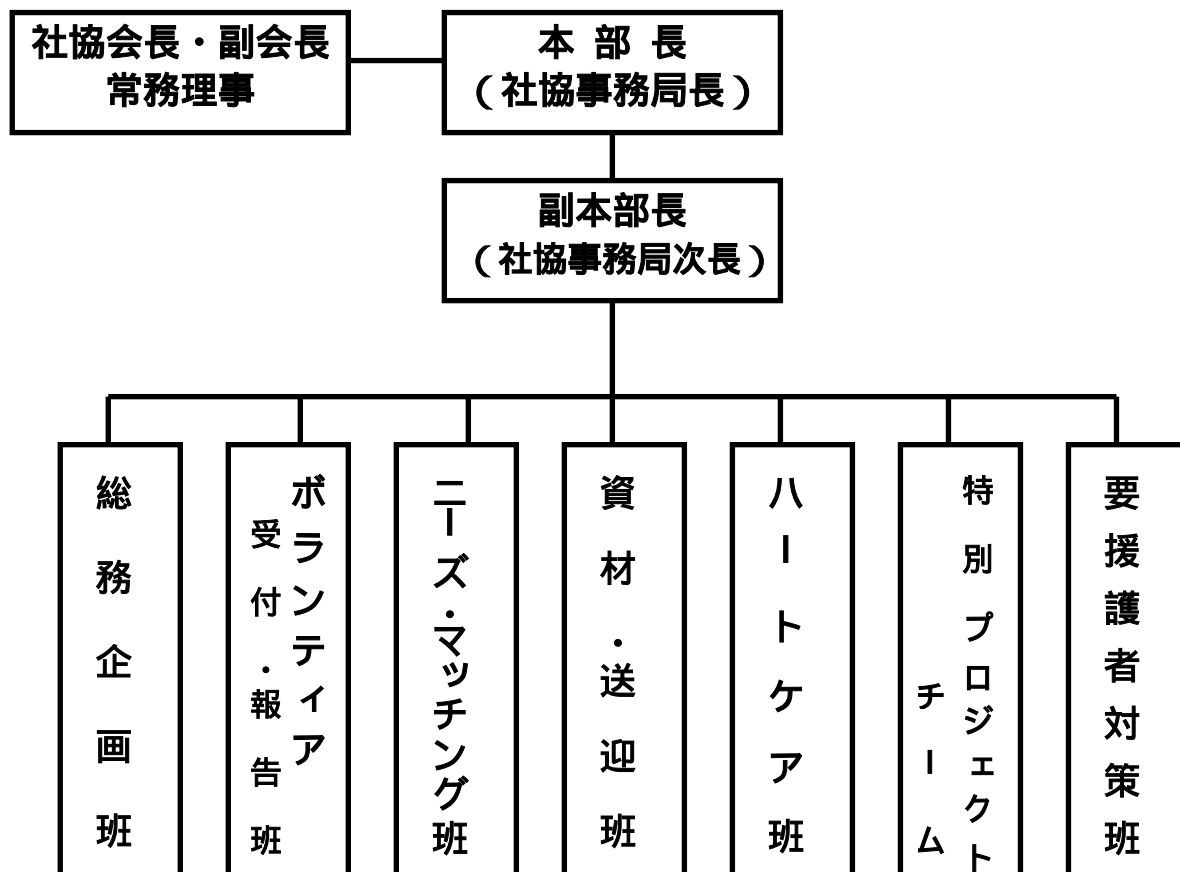 社協会長・副会長
常務理事
本部長
（社協事務局長）
副本部長
（社協事務局次長）
総務企画班
ボランティア
受付・報告班
ニーズ・マッチング班
資材・送迎班
ハートケア班
特別プロジェクト
チーム
要援護者対策班